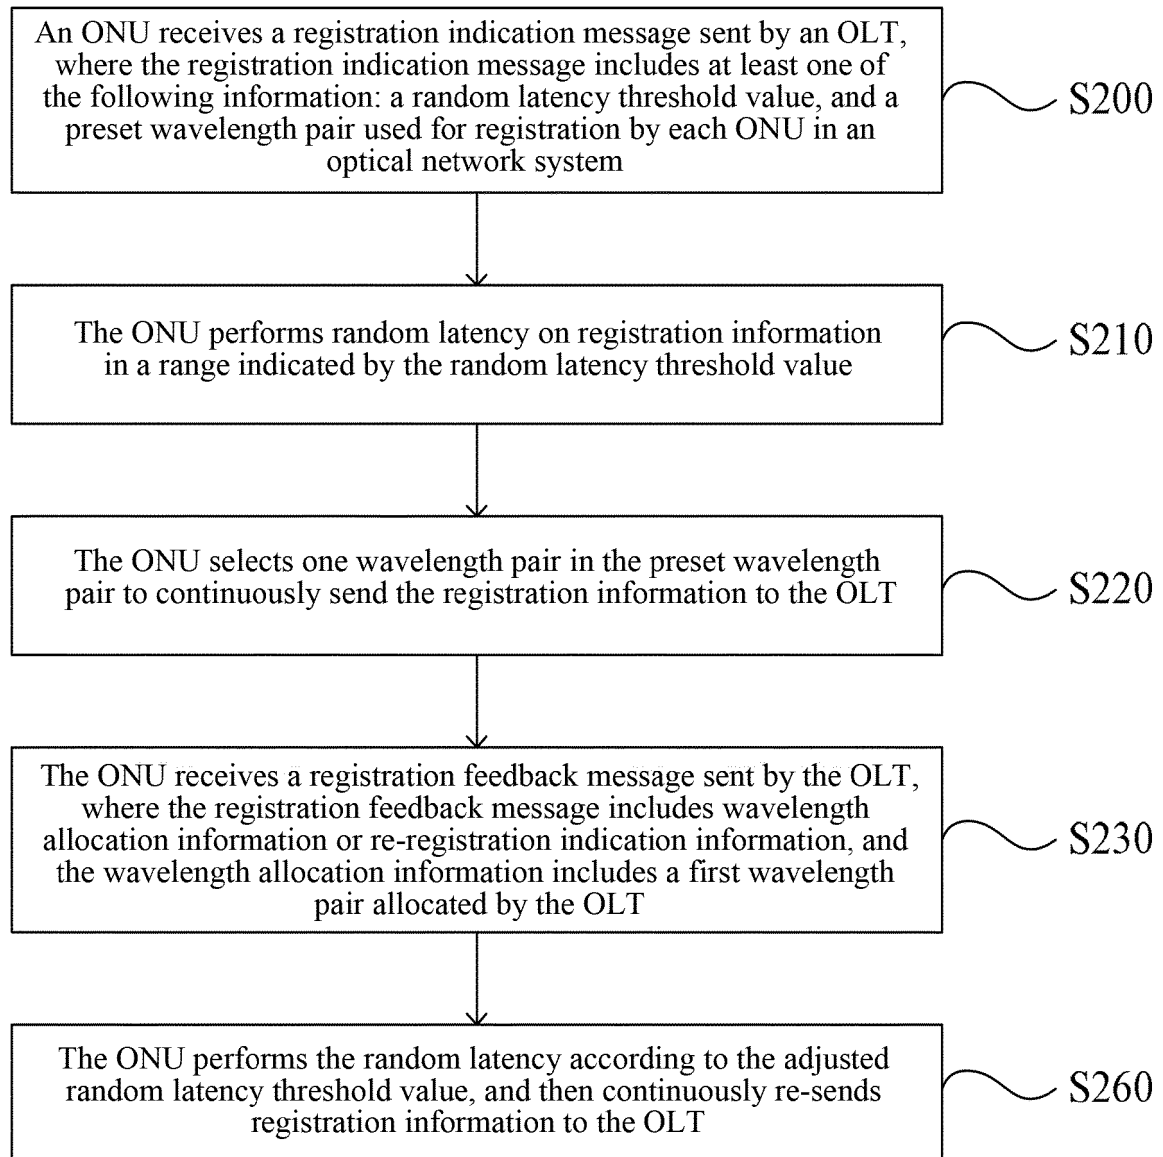 An ONU receives a registration indication message sent by an OLT,
where the registration indication message includes at least one of
the following information: a random latency threshold value, and a
preset wavelength pair used for registration by each ONU in an
optical network system
S200
The ONU performs random latency on registration information
in a range indicated by the random latency threshold value
S210
The ONU selects one wavelength pair in the preset wavelength
pair to continuously send the registration information to the OLT
S220
The ONU receives a registration feedback message sent by the OLT,
where the registration feedback message includes wavelength
allocation information or re-registration indication information, and
the wavelength allocation information includes a first wavelength
pair allocated by the OLT
S230
The ONU performs the random latency according to the adjusted
random latency threshold value, and then continuously re-sends
registration information to the OLT
S260